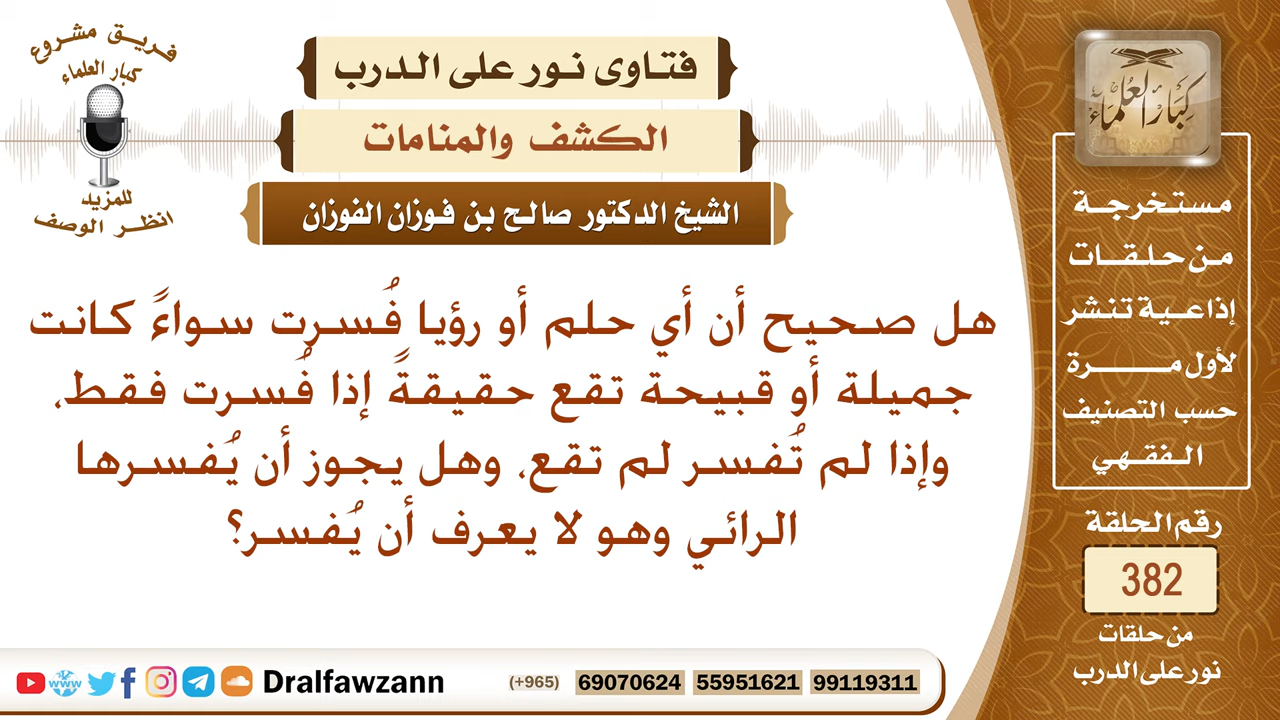 فتاوى نور على الدرب
الكشف والمنامات
الشيخ الدكتور صالح بن فوزان الفوزان
هل صحيح أن أي حلم أو رؤيا فُسرت سواءً كانت
جميلة أو قبيحة تقع حقيقةً إذا فُسرت فقط،
وإذا لم تُفسر لم تقع، وهل يجوز أن يُفسرها
الرائي وهو لا يعرف أن يُفسر؟
فريق مشروع
كبار العلماء
للمزيد
انظر الوصف
كبار العلماء
مستخرجة
من حلقات
إذاعية تنشر
لأول مرة
حسب التصنيف
الفقهي
رقم الحلقة
382
من حلقات
نور على الدرب
www
Dralfawzann
(+965) 69070624 55951621 99119311